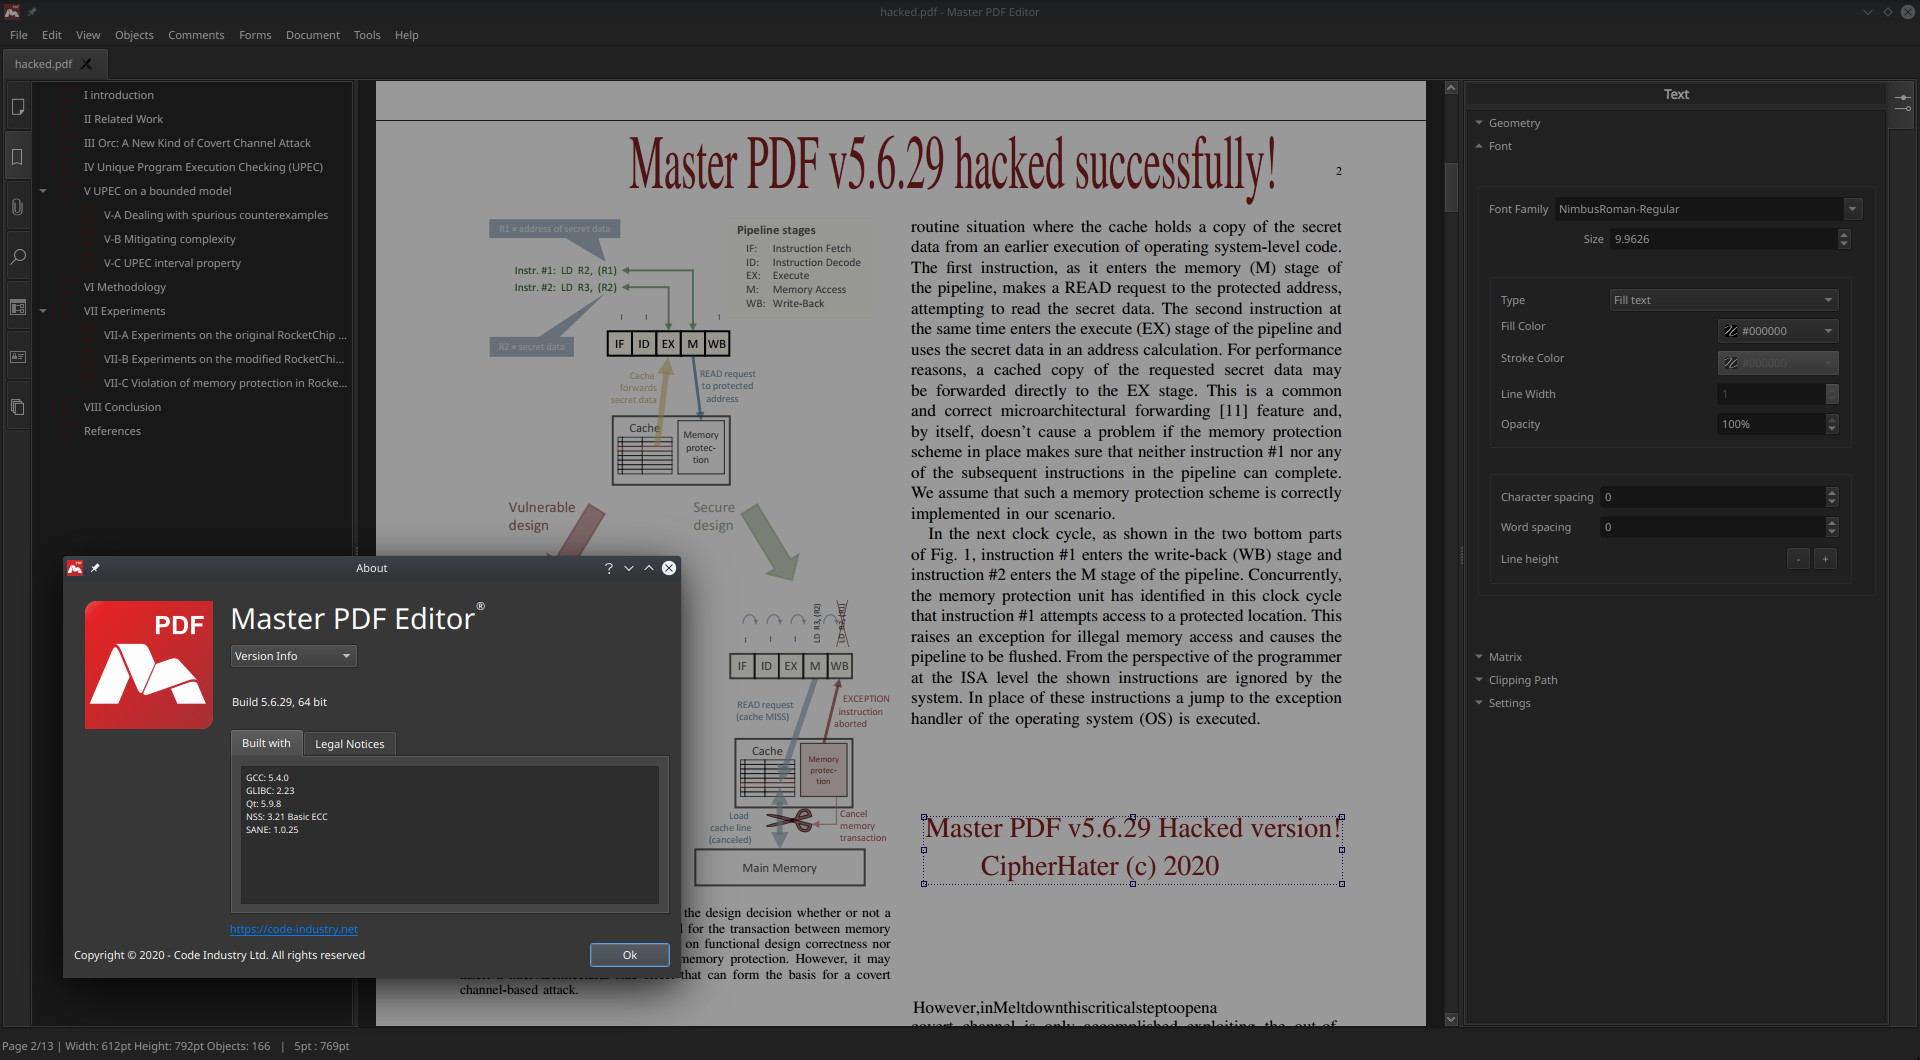 hacked.pdf - Master PDF Editor
File Edit View Objects Comments Forms Document Tools Help
hacked.pdf
I introduction
II Related Work
III Orc: A New Kind of Covert Channel Attack
IV Unique Program Execution Checking (UPEC)
V UPEC on a bounded model
V-A Dealing with spurious counterexamples
V-B Mitigating complexity
V-C UPEC interval property
VI Methodology
VII Experiments
VII-A Experiments on the original RocketChip ...
VII-B Experiments on the modified RocketChi...
VII-C Violation of memory protection in Rocke...
VIII Conclusion
References
Master PDF v5.6.29 hacked successfully!
2
R1 = address of secret data
Instr. #1: LD R2, (R1)
Instr. #2: LD R3, (R2)
R2 = secret data
Pipeline stages
IF: Instruction Fetch
ID: Instruction Decode
EX: Execute
M: Memory Access
WB: Write-Back
IF ID EX M WB
Cache
forwards
secret data
READ request
to protected
address
Cache
Memory
protec-
tion
Vulnerable
design
Secure
design
LD R3, (R2)
LD R2, (R1)
IF ID EX M WB
READ request
(cache MISS)
EXCEPTION
instruction
aborted
Cache
Memory
protec-
tion
Load
cache line
(canceled)
Cancel
memory
transaction
Main Memory
the design decision whether or not a
for the transaction between memory
on functional design correctness nor
memory protection. However, it may
that can form the basis for a covert
channel-based attack.
routine situation where the cache holds a copy of the secret
data from an earlier execution of operating system-level code.
The first instruction, as it enters the memory (M) stage of
the pipeline, makes a READ request to the protected address,
attempting to read the secret data. The second instruction at
the same time enters the execute (EX) stage of the pipeline and
uses the secret data in an address calculation. For performance
reasons, a cached copy of the requested secret data may
be forwarded directly to the EX stage. This is a common
and correct microarchitectural forwarding [11] feature and,
by itself, doesn't cause a problem if the memory protection
scheme in place makes sure that neither instruction #1 nor any
of the subsequent instructions in the pipeline can complete.
We assume that such a memory protection scheme is correctly
implemented in our scenario.
In the next clock cycle, as shown in the two bottom parts
of Fig. 1, instruction #1 enters the write-back (WB) stage and
instruction #2 enters the M stage of the pipeline. Concurrently,
the memory protection unit has identified in this clock cycle
that instruction #1 attempts access to a protected location. This
raises an exception for illegal memory access and causes the
pipeline to be flushed. From the perspective of the programmer
at the ISA level the shown instructions are ignored by the
system. In place of these instructions a jump to the exception
handler of the operating system (OS) is executed.
Master PDF v5.6.29 Hacked version!
CipherHater (c) 2020
However,inMeltdownthiscriticalsteptoopena
covert channel is only accomplished exploiting the out-of-
About
PDF
Master PDF Editor®
Version Info
Build 5.6.29, 64 bit
Built with Legal Notices
GCC: 5.4.0
GLIBC: 2.23
Qt: 5.9.8
NSS: 3.21 Basic ECC
SANE: 1.0.25
https://code-industry.net
Copyright © 2020 - Code Industry Ltd. All rights reserved
Ok
Text
Geometry
Font
Font Family NimbusRoman-Regular
Size 9.9626
Type Fill text
Fill Color #000000
Stroke Color #000000
Line Width 1
Opacity 100%
Character spacing 0
Word spacing 0
Line height - +
Matrix
Clipping Path
Settings
Page 2/13 | Width: 612pt Height: 792pt Objects: 166 | 5pt : 769pt